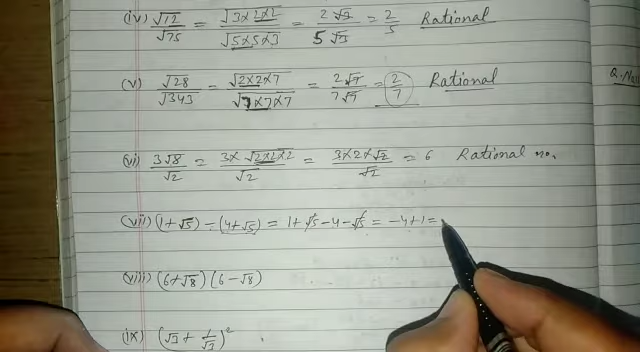 (iv) √12/√75 = √3×2×2/√5×5×3 = 2√3/5√3 = 2/5 Rational
(v) √28/√343 = √2×2×7/√7×7×7 = 2√7/7√7 = 2/7 Rational
Q. No
(vi) 3√8/√2 = 3×√2×2×2/√2 = 3×2×√2/√2 = 6 Rational no.
(vii) (1+√5) - (4+√5) = 1+√5-4-√5 = -4+1=
(viii) (6+√8) (6-√8)
(ix) (√3 + 1/√3)²